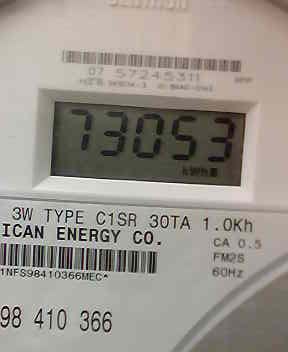 07 57245311
73053
kWh
3W TYPE C1SR 30TA 1.0Kh
ICAN ENERGY CO.
CA 0.5
FM2S
1NFS98410366MEC*
60Hz
98 410 366